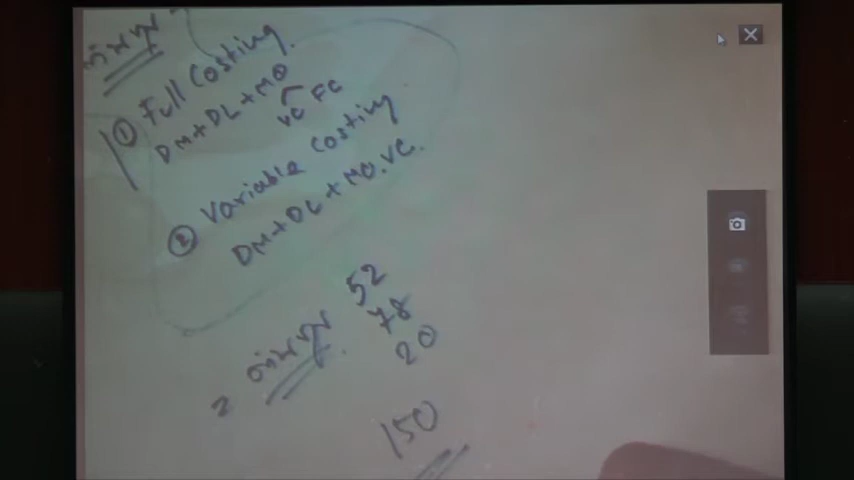 ① Full Costing.
DM + DL + MO
VC FC
② Variable Costing
DM + DL + MO.VC.
52
78
20
150